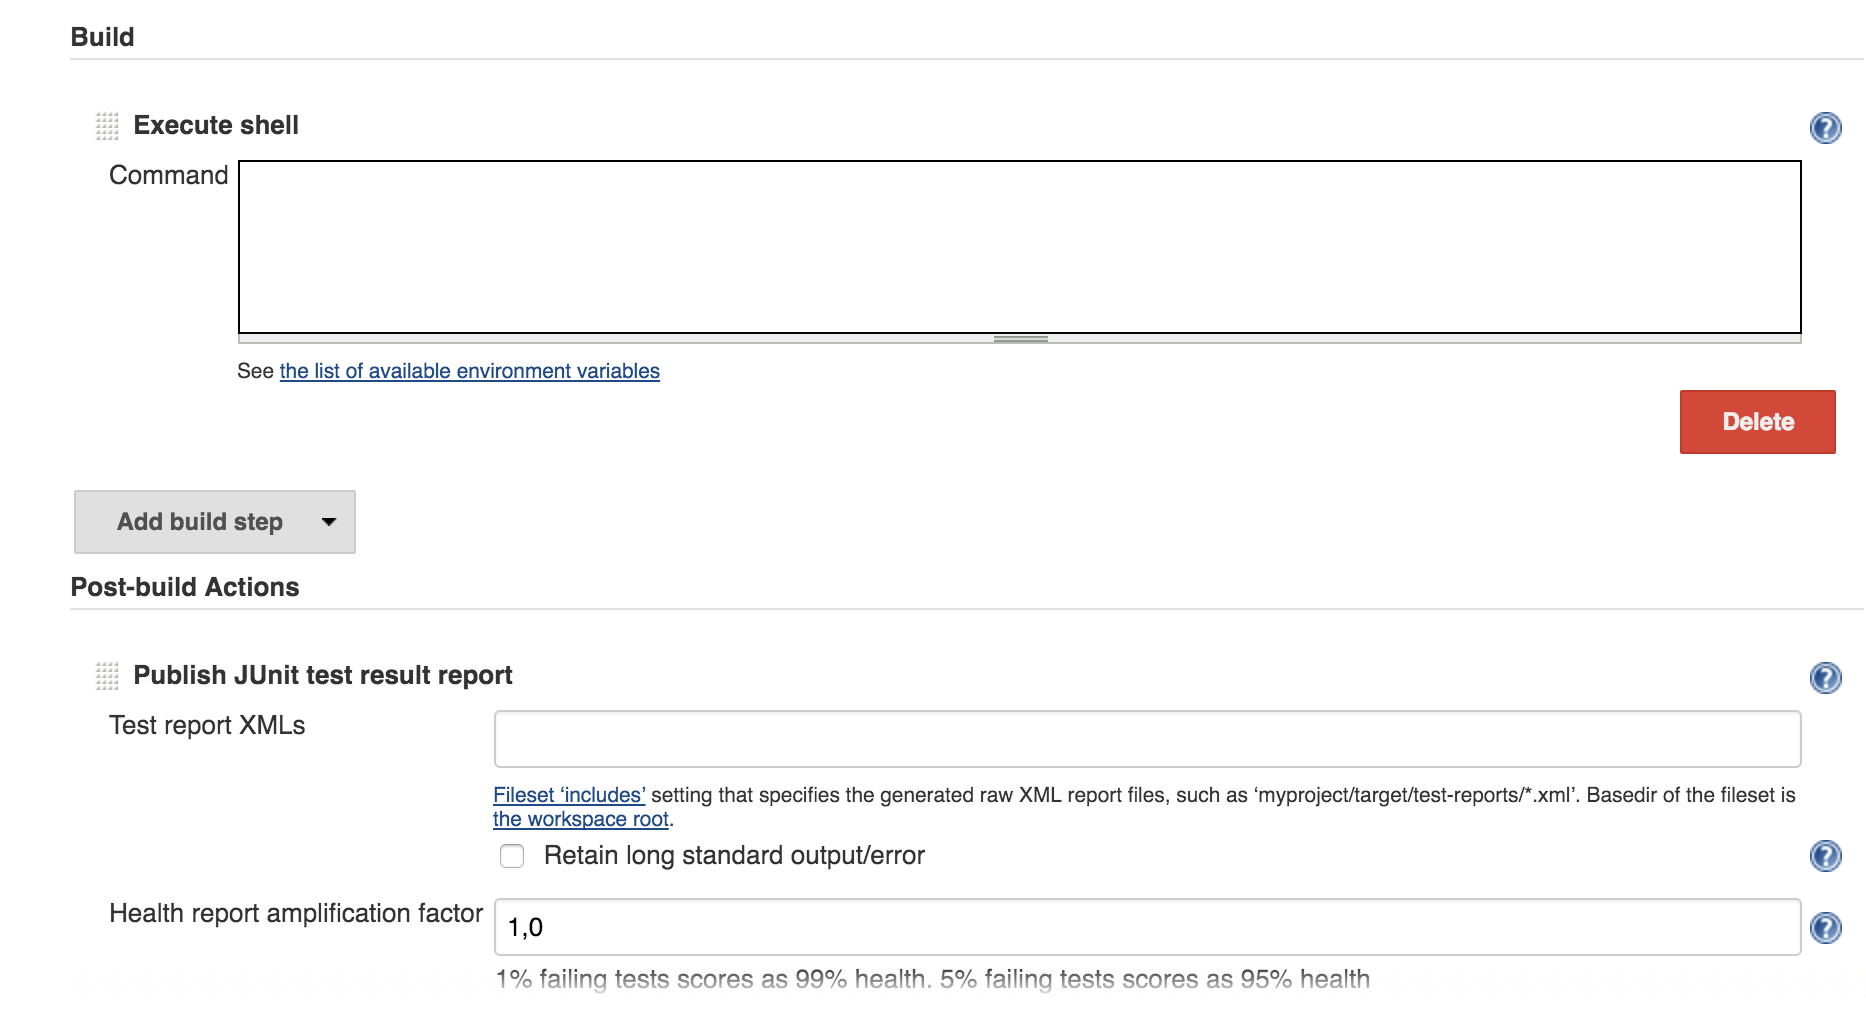 Build
Execute shell
Command
See the list of available environment variables
Delete
Add build step
Post-build Actions
Publish JUnit test result report
Test report XMLs
Fileset ‘includes’ setting that specifies the generated raw XML report files, such as ‘myproject/target/test-reports/*.xml’. Basedir of the fileset is
the workspace root.
Retain long standard output/error
Health report amplification factor
1,0
1% failing tests scores as 99% health. 5% failing tests scores as 95% health